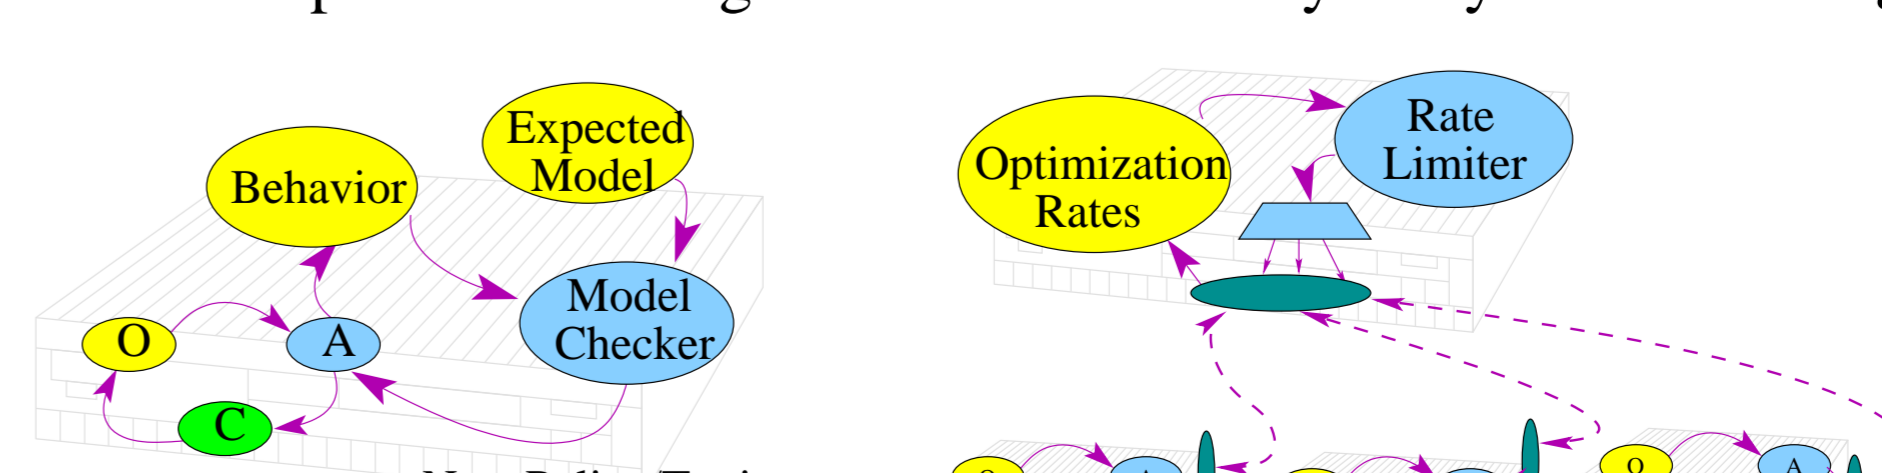 Expected
Model
Behavior
Model
Checker
O
A
C
Rate
Limiter
Optimization
Rates
O
A